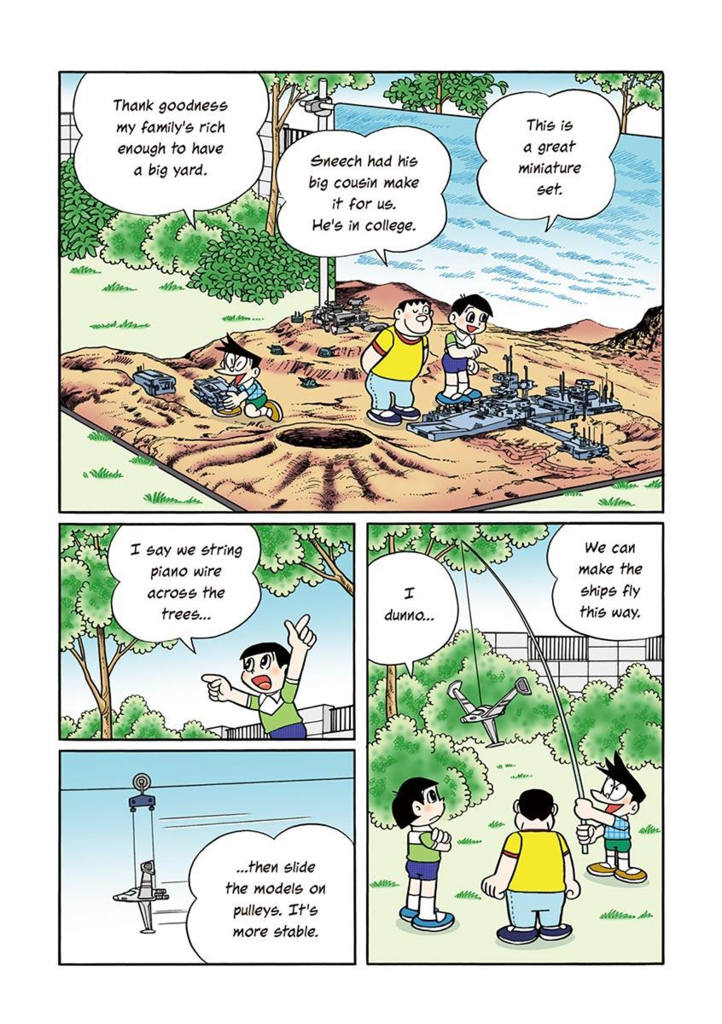 This is
a great
miniature
set.
Sneech had his
big cousin make
it for us.
He's in college.
Thank goodness
my family's rich
enough to have
a big yard.
We can
make the
ships fly
this way.
I
dunno...
I say we string
piano wire
across the
trees...
...then slide
the models on
pulleys. It's
more stable.